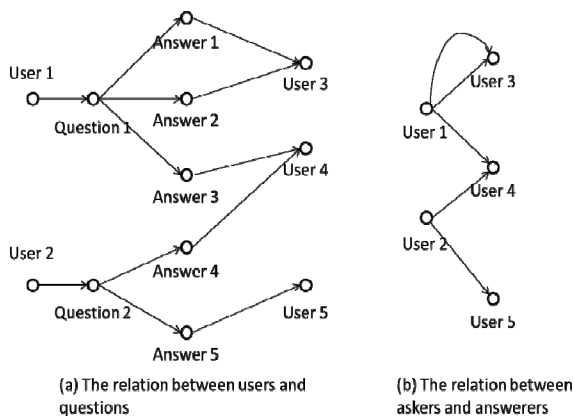 Answer 1
User 1
User 3
Question 1
Answer 2
User 4
Answer 3
User 2
Answer 4
Question 2
User 5
Answer 5
(a) The relation between users and
questions
User 3
User 1
User 4
User 2
User 5
(b) The relation between
askers and answerers